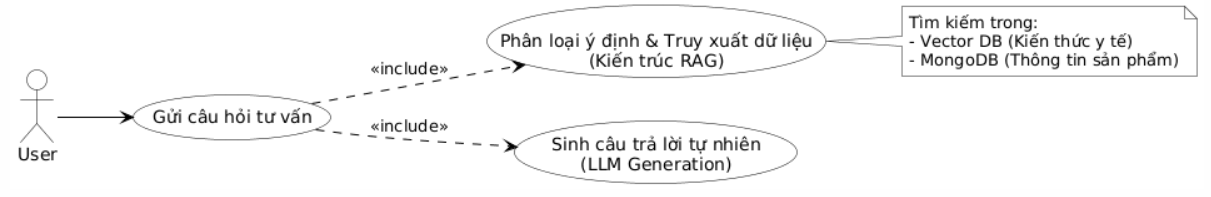 Tìm kiếm trong:
- Vector DB (Kiến thức y tế)
- MongoDB (Thông tin sản phẩm)
Phân loại ý định & Truy xuất dữ liệu
(Kiến trúc RAG)
«include»
Gửi câu hỏi tư vấn
«include»
Sinh câu trả lời tự nhiên
(LLM Generation)
User